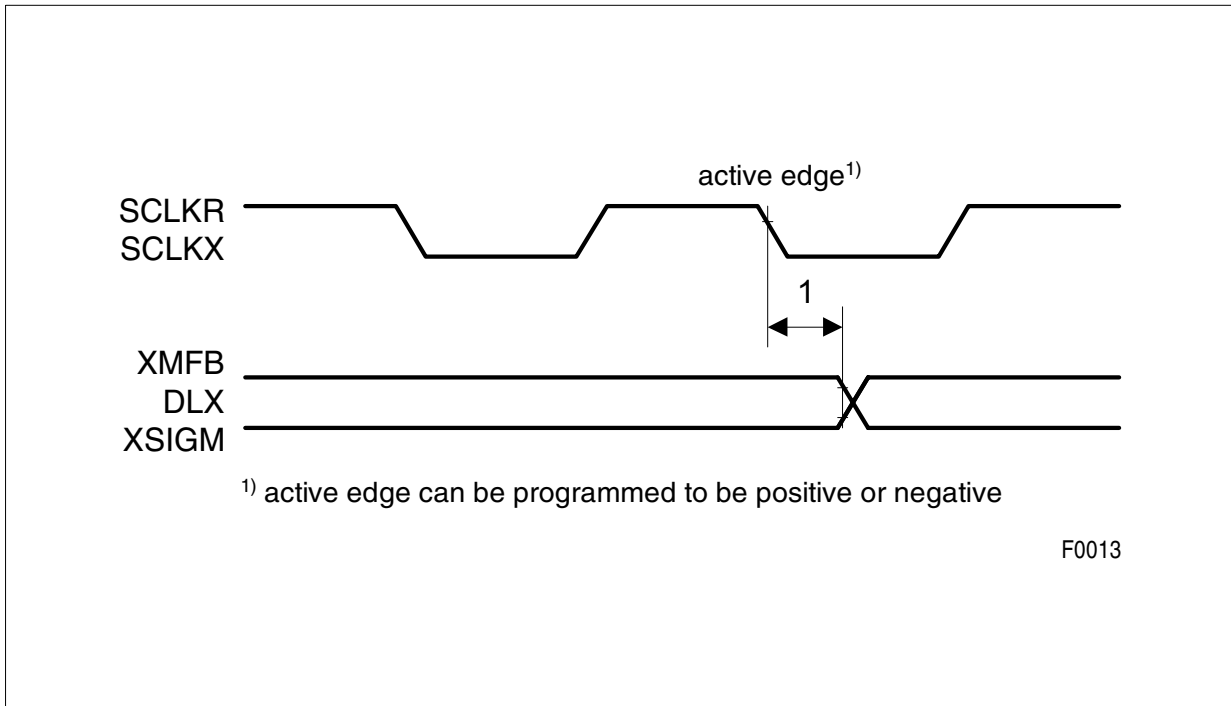 active edge1)
SCLKR
SCLKX
1
XMFB
DLX
XSIGM
1) active edge can be programmed to be positive or negative
F0013